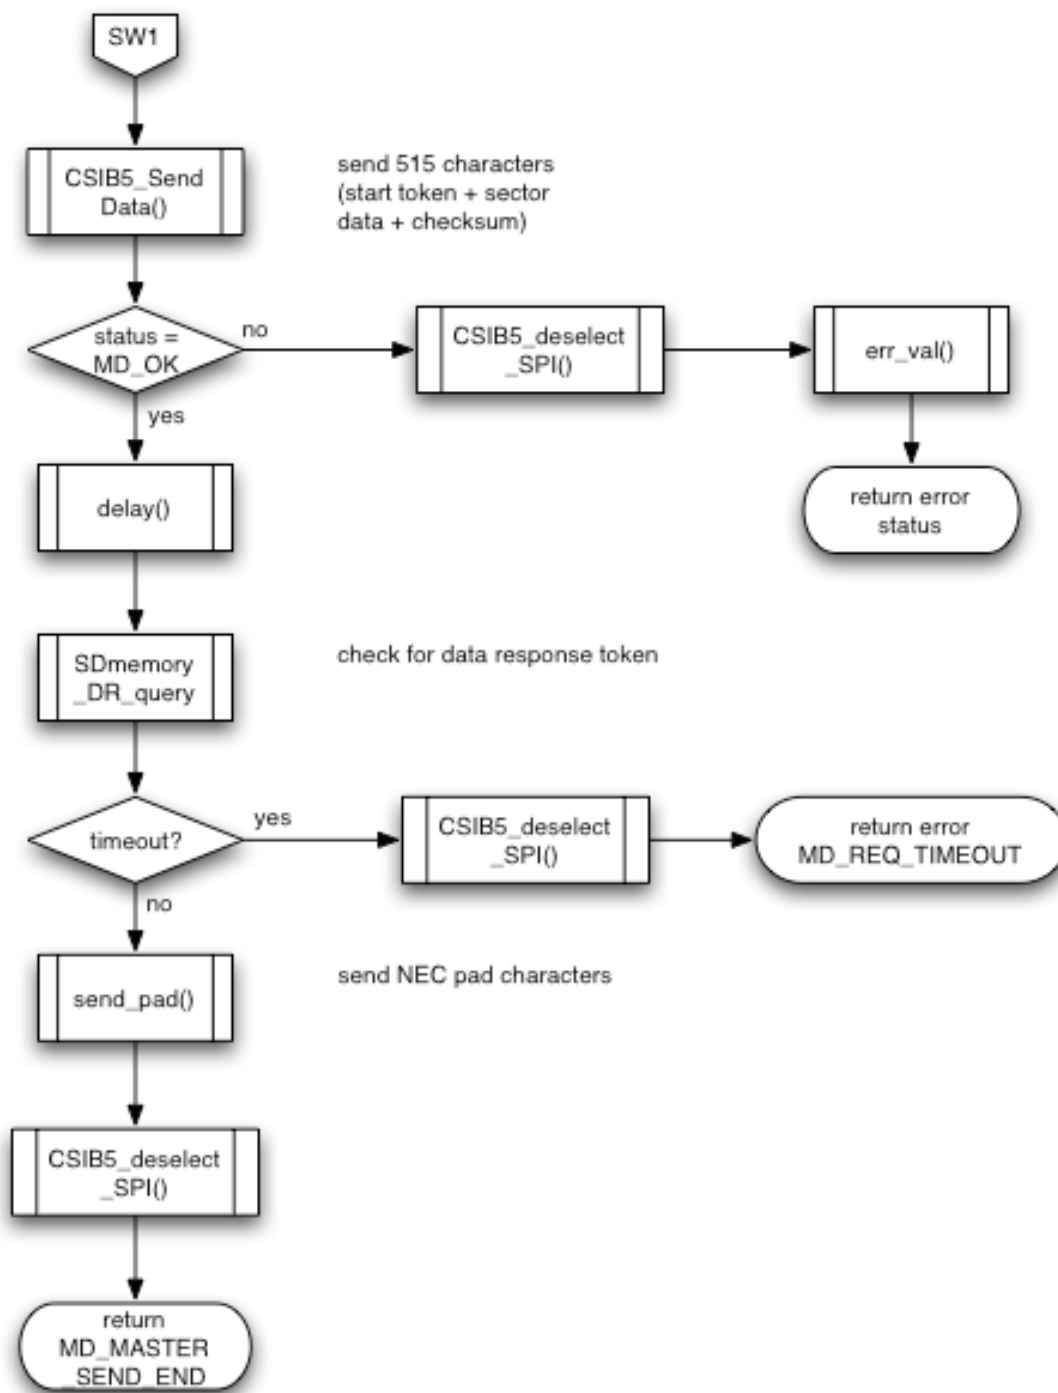 SW1
CSIB5_Send
Data()
send 515 characters
(start token + sector
data + checksum)
status =
MD_OK
no
CSIB5_deselect
_SPI()
err_val()
yes
delay()
return error
status
SDmemory
_DR_query
check for data response token
timeout?
yes
CSIB5_deselect
_SPI()
return error
MD_REQ_TIMEOUT
no
send_pad()
send NEC pad characters
CSIB5_deselect
_SPI()
return
MD_MASTER
_SEND_END